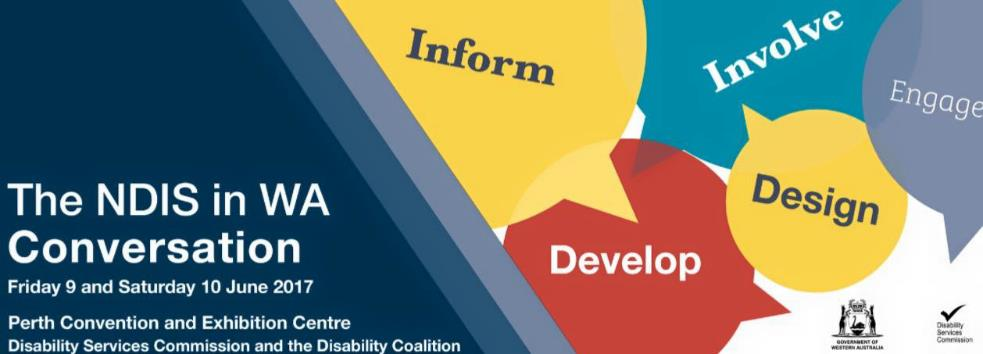 Inform
Involve
Engage
Design
Develop
The NDIS in WA
Conversation
Friday 9 and Saturday 10 June 2017
Perth Convention and Exhibition Centre
Disability Services Commission and the Disability Coalition
GOVERNMENT OF
WESTERN AUSTRALIA
Disability
Services
Commission